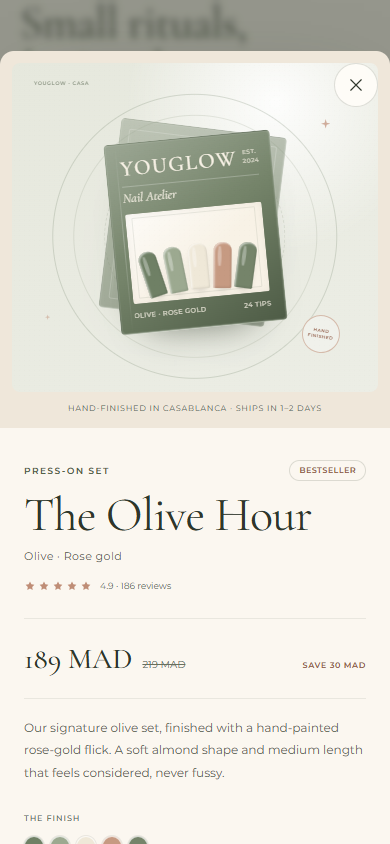 Small rituals,
YOUGLOW · CASA
YOUGLOW
EST.
2024
Nail Atelier
OLIVE · ROSE GOLD
24 TIPS
HAND
FINISHED
HAND-FINISHED IN CASABLANCA · SHIPS IN 1–2 DAYS
PRESS-ON SET
BESTSELLER
The Olive Hour
Olive · Rose gold
4.9 · 186 reviews
189 MAD
219 MAD
SAVE 30 MAD
Our signature olive set, finished with a hand-painted
rose-gold flick. A soft almond shape and medium length
that feels considered, never fussy.
THE FINISH